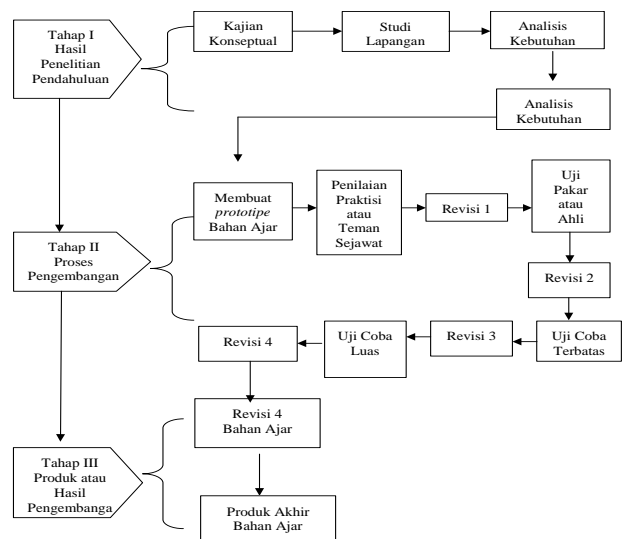 Tahap I
Hasil
Penelitian
Pendahuluan
Kajian
Konseptual
Studi
Lapangan
Analisis
Kebutuhan
Analisis
Kebutuhan
Tahap II
Proses
Pengembangan
Membuat
prototipe
Bahan Ajar
Penilaian
Praktisi
atau
Teman
Sejawat
Revisi 1
Uji
Pakar
atau
Ahli
Revisi 2
Uji Coba
Terbatas
Revisi 3
Uji Coba
Luas
Revisi 4
Tahap III
Produk atau
Hasil
Pengembanga
Revisi 4
Bahan Ajar
Produk Akhir
Bahan Ajar